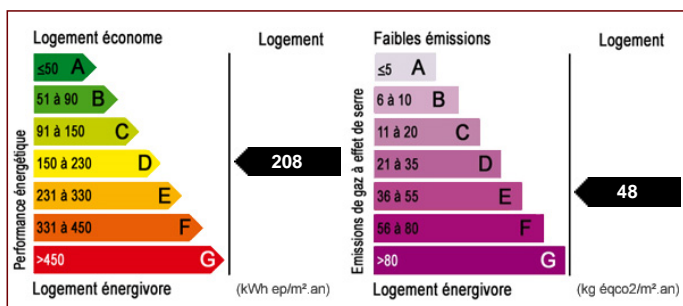 Logement économe
Logement
Performance énergétique
≤50 A
51 à 90 B
91 à 150 C
150 à 230 D
231 à 330 E
331 à 450 F
>450 G
208
Logement énergivore
(kWh ep/m².an)
Faibles émissions
Logement
Emissions de gaz à effet de serre
≤5 A
6 à 10 B
11 à 20 C
21 à 35 D
36 à 55 E
56 à 80 F
>80 G
48
Logement énergivore
(kg éqco2/m².an)